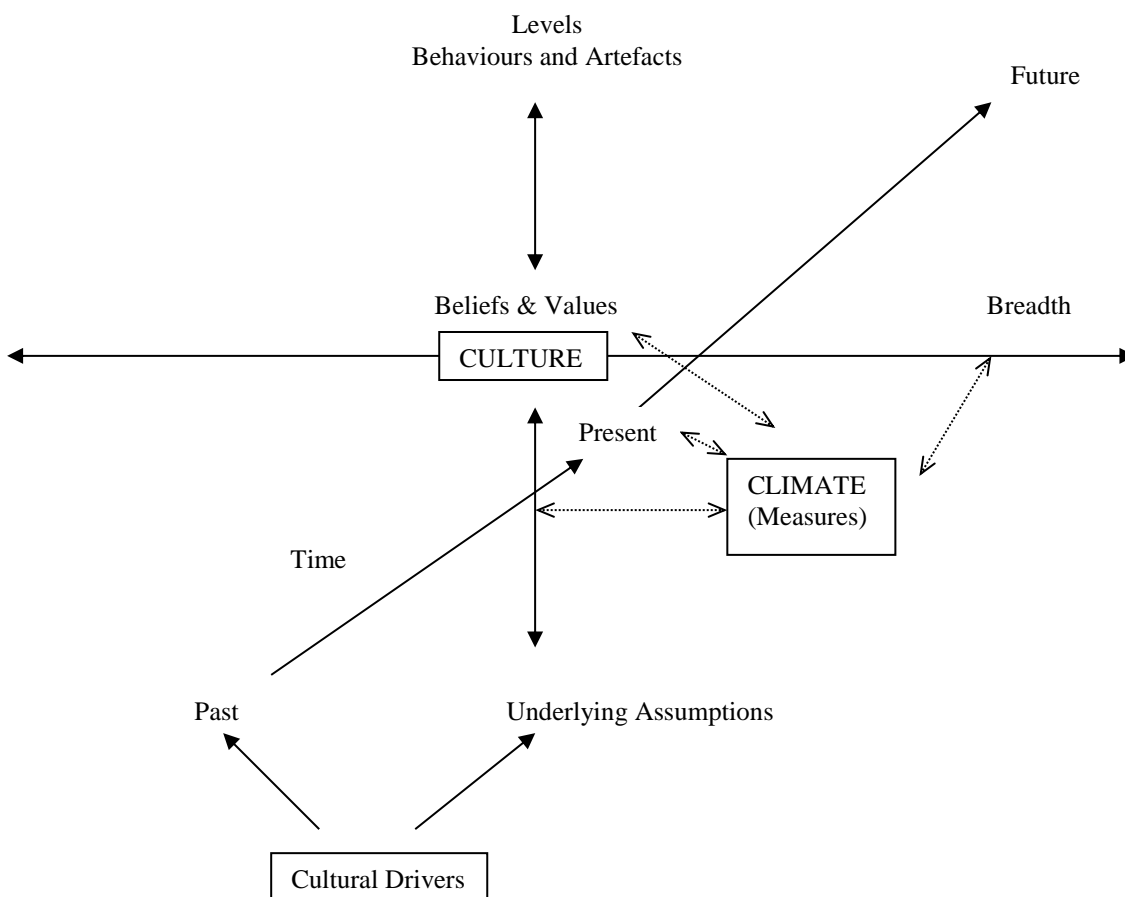 Levels
Behaviours and Artefacts
Future
Beliefs & Values
Breadth
CULTURE
Present
CLIMATE
(Measures)
Time
Past
Underlying Assumptions
Cultural Drivers